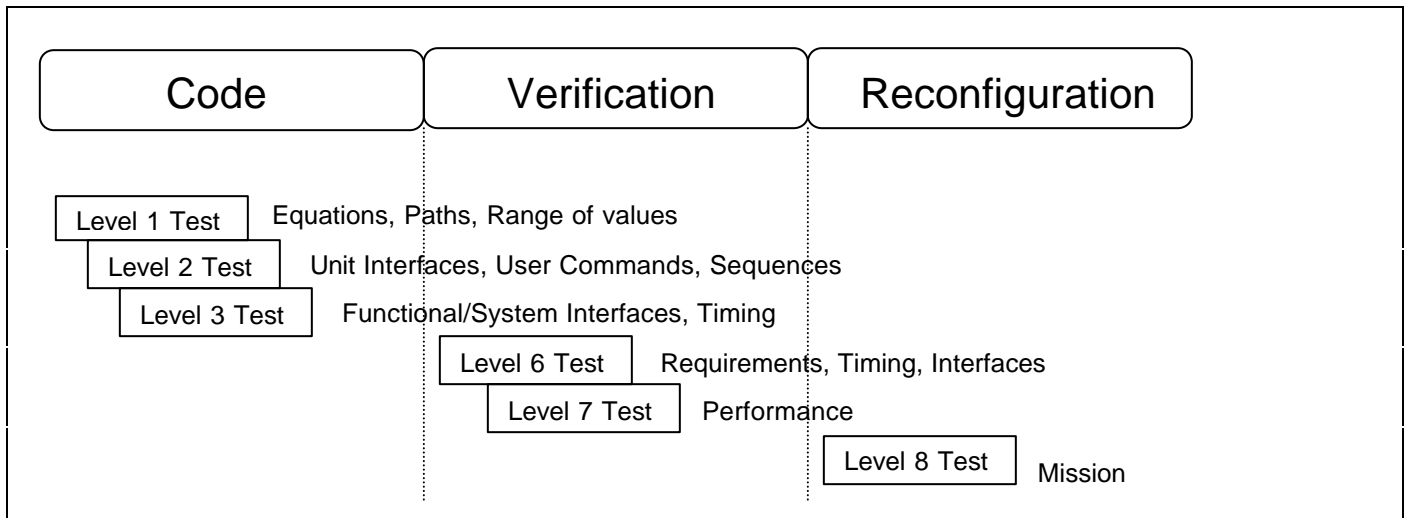 Code Verification Reconfiguration
Level 1 Test Equations, Paths, Range of values
Level 2 Test Unit Interfaces, User Commands, Sequences
Level 3 Test Functional/System Interfaces, Timing
Level 6 Test Requirements, Timing, Interfaces
Level 7 Test Performance
Level 8 Test Mission